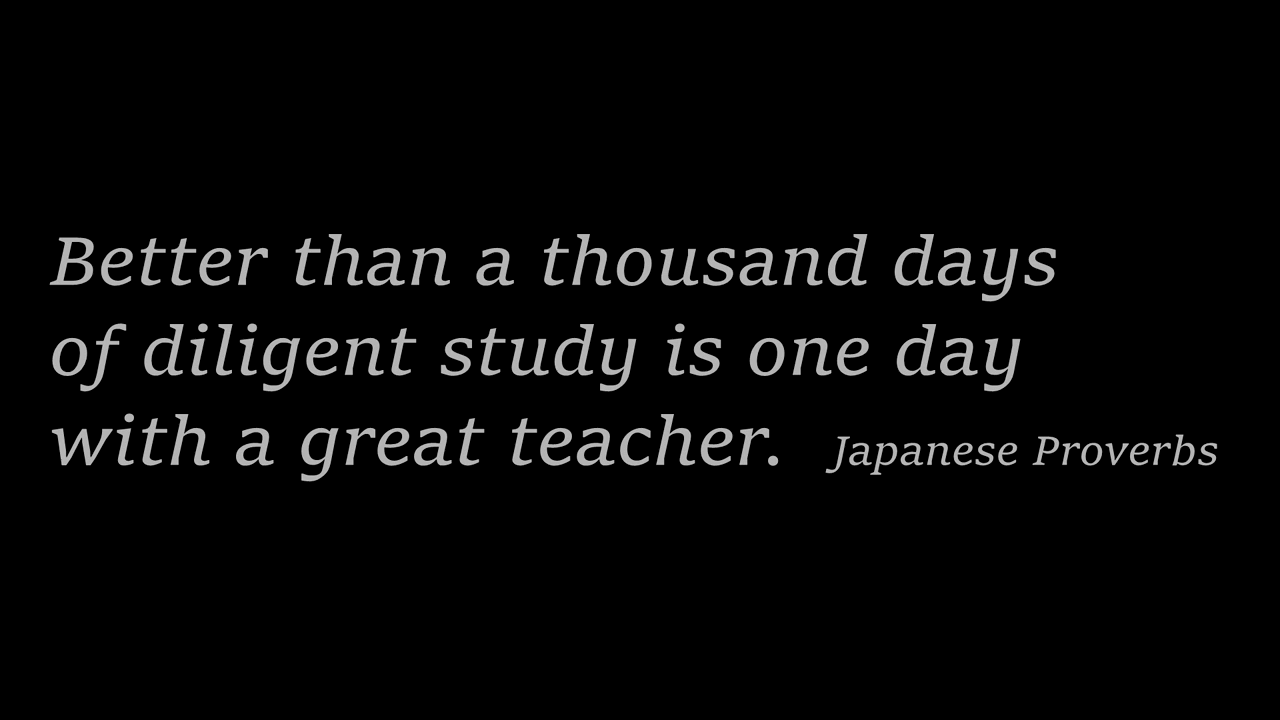 Better than a thousand days
of diligent study is one day
with a great teacher. Japanese Proverbs